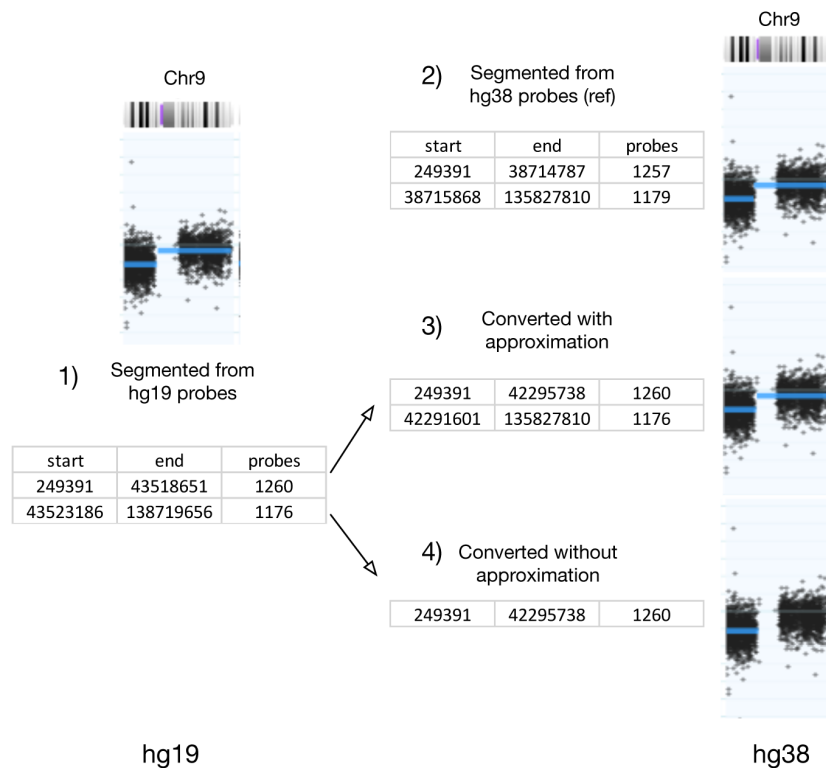 Chr9
1) Segmented from
hg19 probes
start end probes
249391 43518651 1260
43523186 138719656 1176
hg19
2) Segmented from
hg38 probes (ref)
start end probes
249391 38714787 1257
38715868 135827810 1179
3) Converted with
approximation
249391 42295738 1260
42291601 135827810 1176
4) Converted without
approximation
249391 42295738 1260
Chr9
hg38